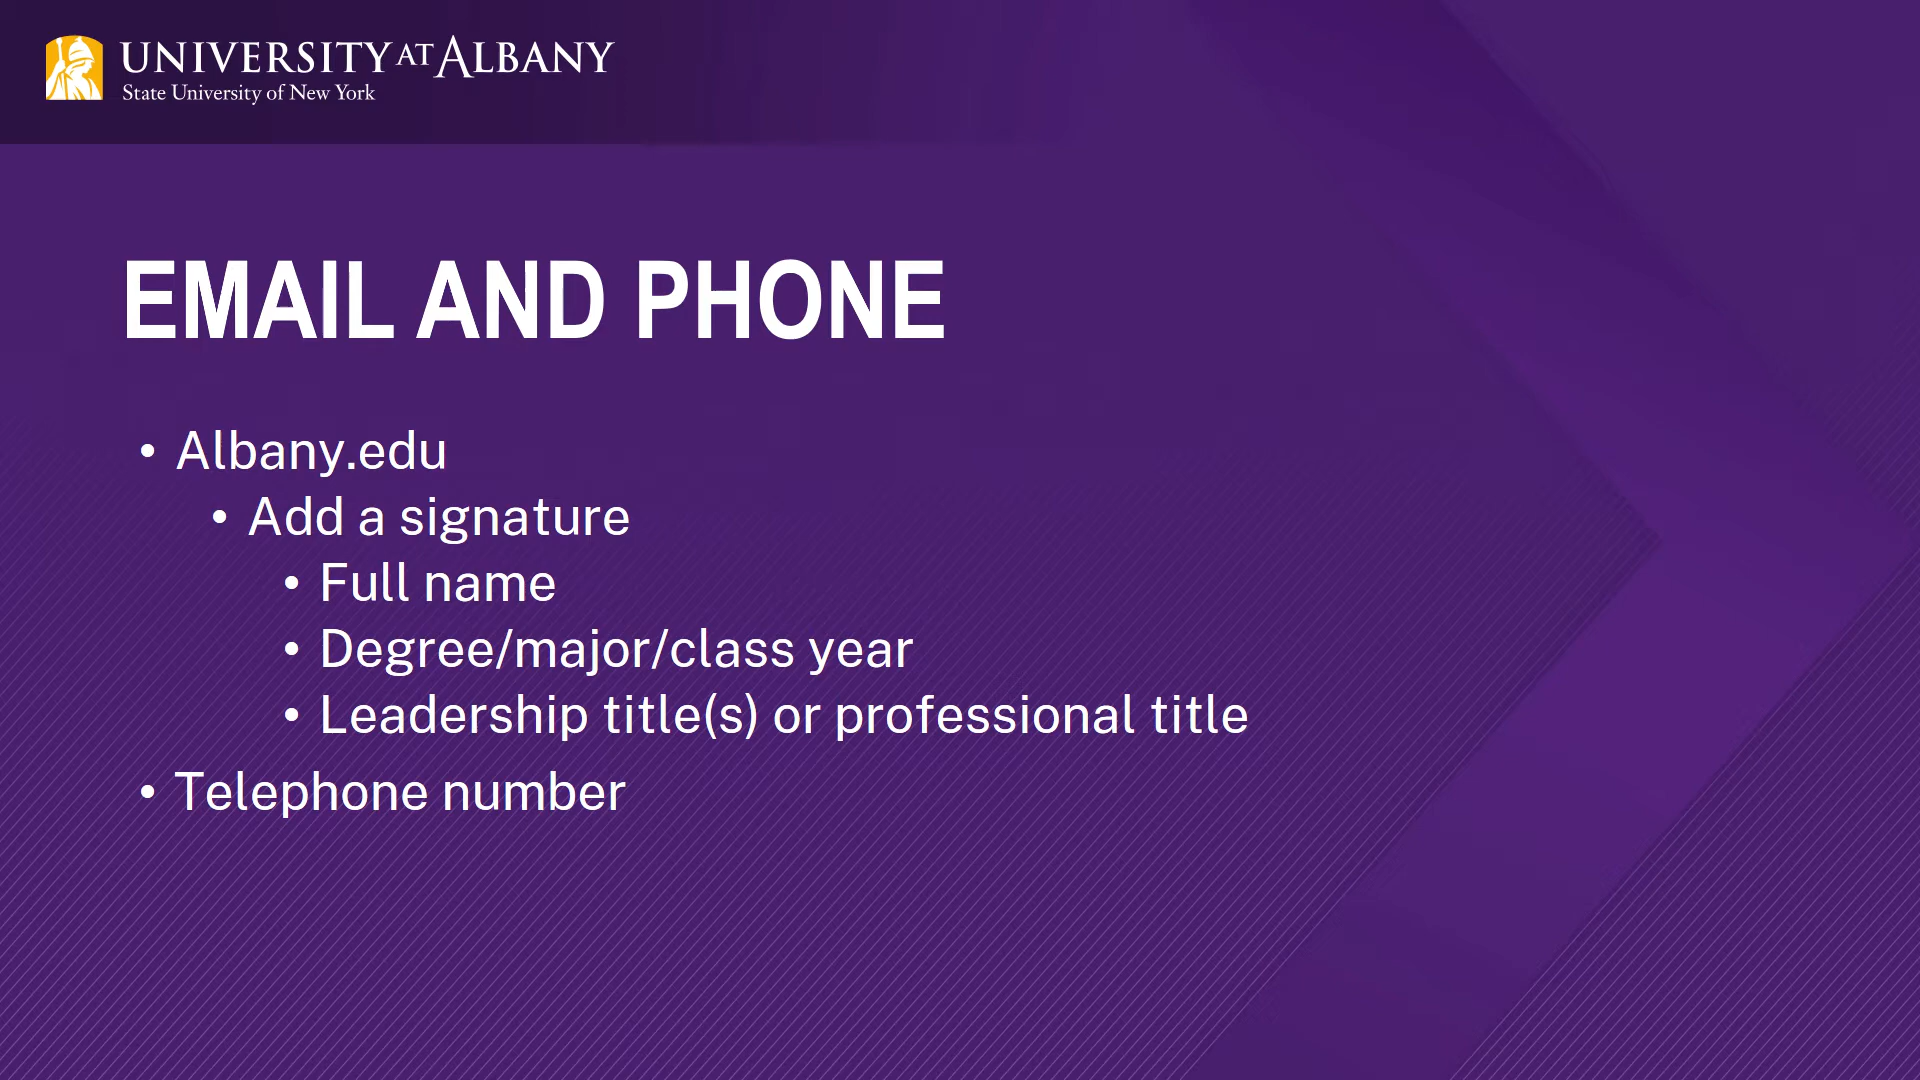 UNIVERSITY AT ALBANY
State University of New York
EMAIL AND PHONE
• Albany.edu
• Add a signature
• Full name
• Degree/major/class year
• Leadership title(s) or professional title
• Telephone number